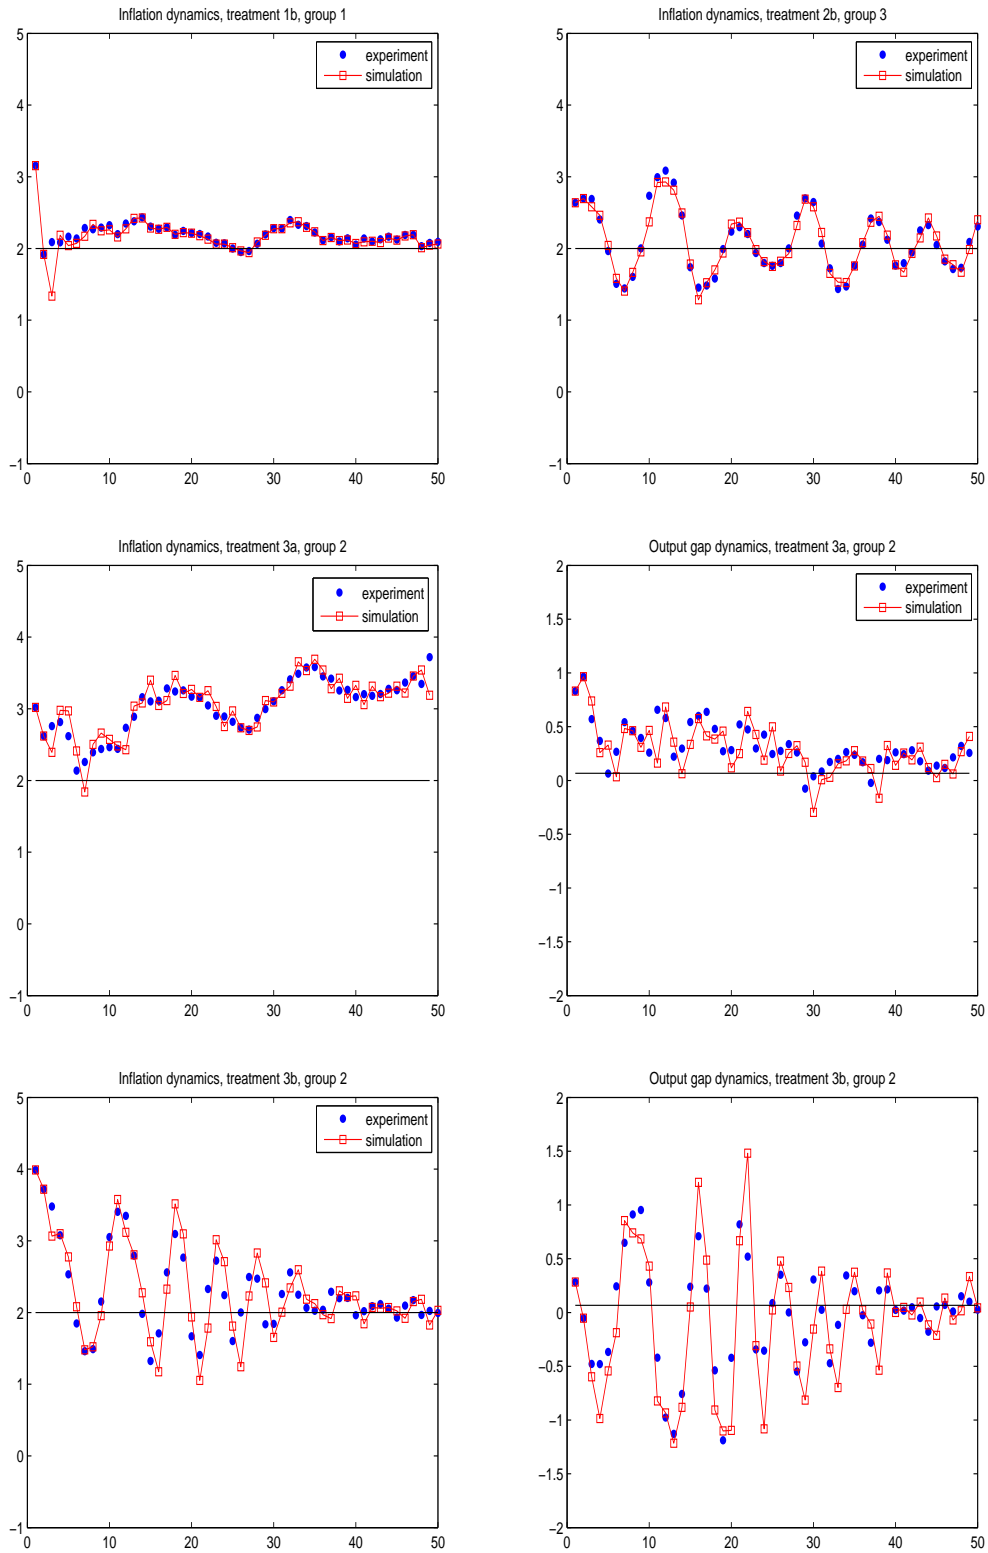 Inflation dynamics, treatment 1b, group 1
5
4
3
2
1
0
−1
0 10 20 30 40 50
experiment
simulation
Inflation dynamics, treatment 2b, group 3
5
4
3
2
1
0
−1
0 10 20 30 40 50
experiment
simulation
Inflation dynamics, treatment 3a, group 2
5
4
3
2
1
0
−1
0 10 20 30 40 50
experiment
simulation
Output gap dynamics, treatment 3a, group 2
2
1.5
1
0.5
0
−0.5
−1
−1.5
−2
0 10 20 30 40 50
experiment
simulation
Inflation dynamics, treatment 3b, group 2
5
4
3
2
1
0
−1
0 10 20 30 40 50
experiment
simulation
Output gap dynamics, treatment 3b, group 2
2
1.5
1
0.5
0
−0.5
−1
−1.5
−2
0 10 20 30 40 50